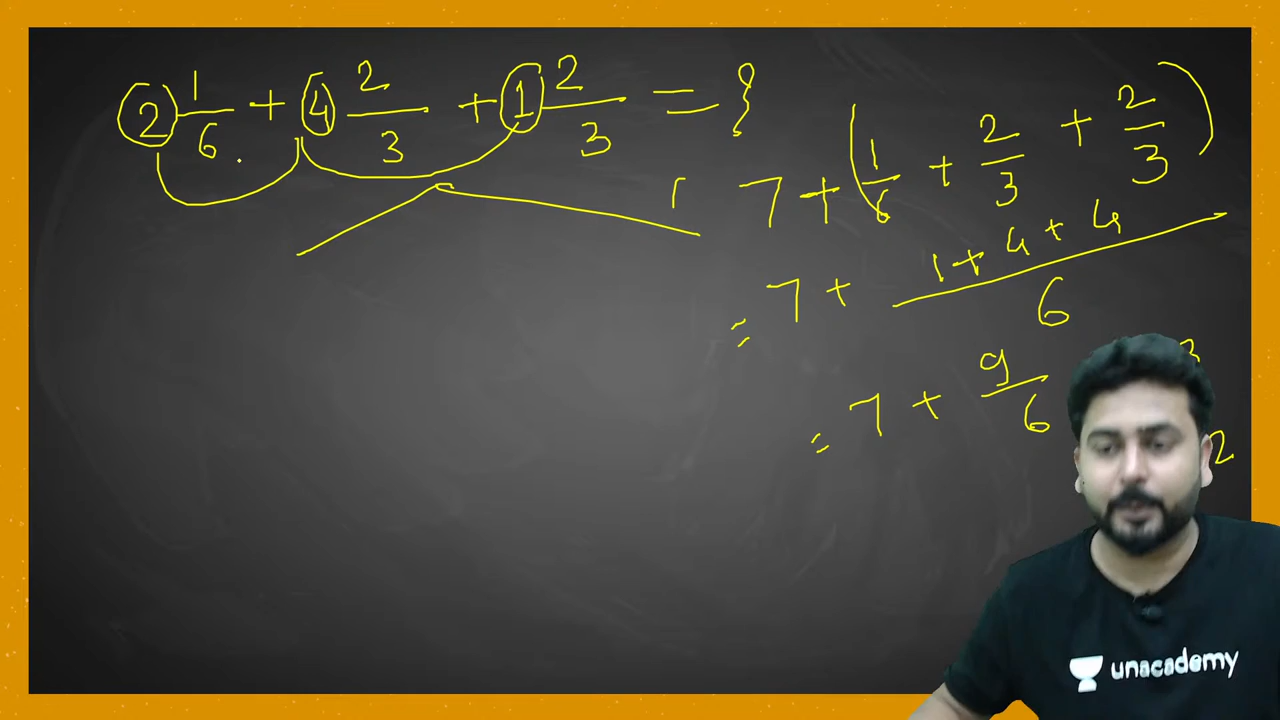 2 1/6 + 4 2/3 + 1 2/3 = }
7 + (1/6 + 2/3 + 2/3)
= 7 + 1 + 4 + 4/6
= 7 + 9/6
2
unacademy